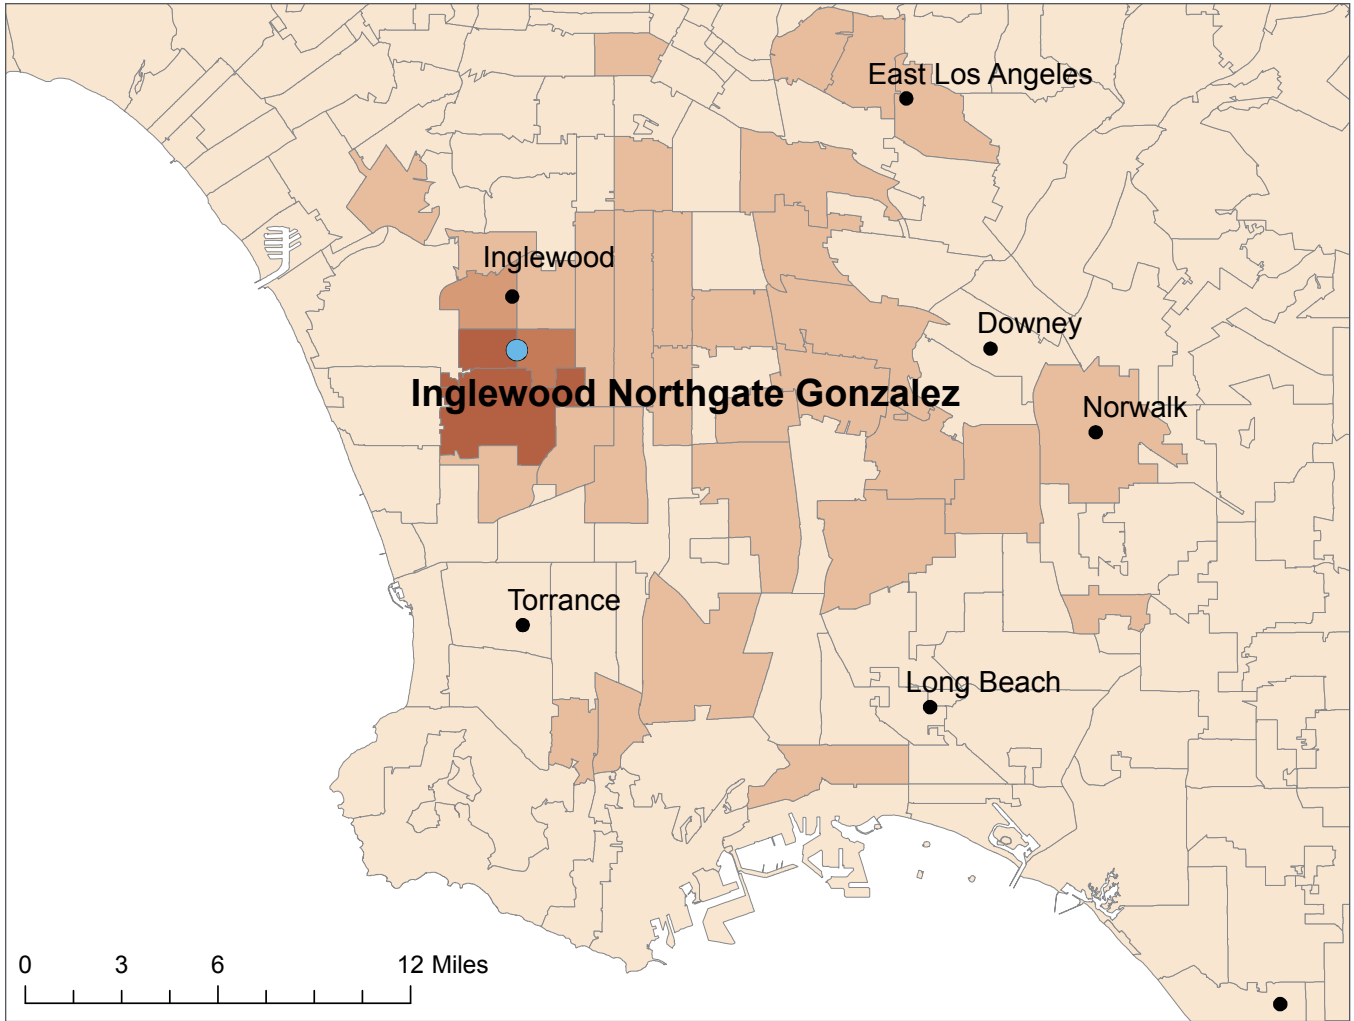 East Los Angeles
Inglewood
Downey
Inglewood Northgate Gonzalez
Norwalk
Torrance
Long Beach
0 3 6 12 Miles